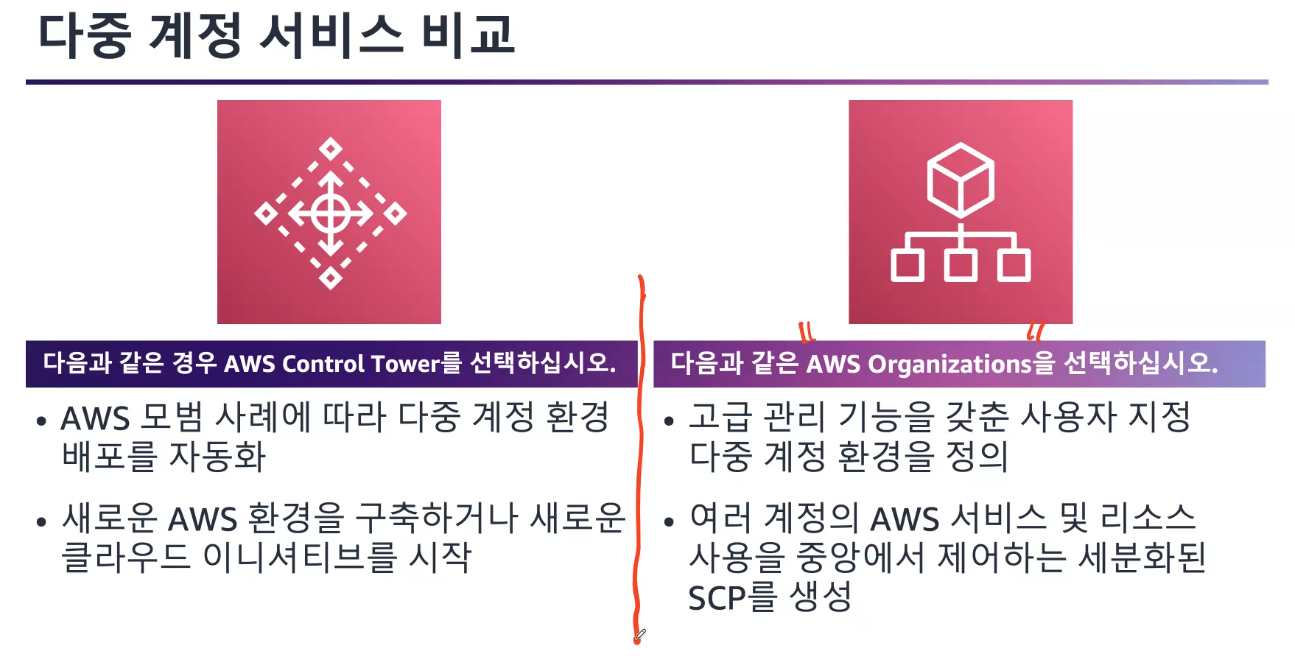 다중 계정 서비스 비교
다음과 같은 경우 AWS Control Tower를 선택하십시오.
• AWS 모범 사례에 따라 다중 계정 환경
배포를 자동화
• 새로운 AWS 환경을 구축하거나 새로운
클라우드 이니셔티브를 시작
다음과 같은 AWS Organizations을 선택하십시오.
• 고급 관리 기능을 갖춘 사용자 지정
다중 계정 환경을 정의
• 여러 계정의 AWS 서비스 및 리소스
사용을 중앙에서 제어하는 세분화된
SCP를 생성